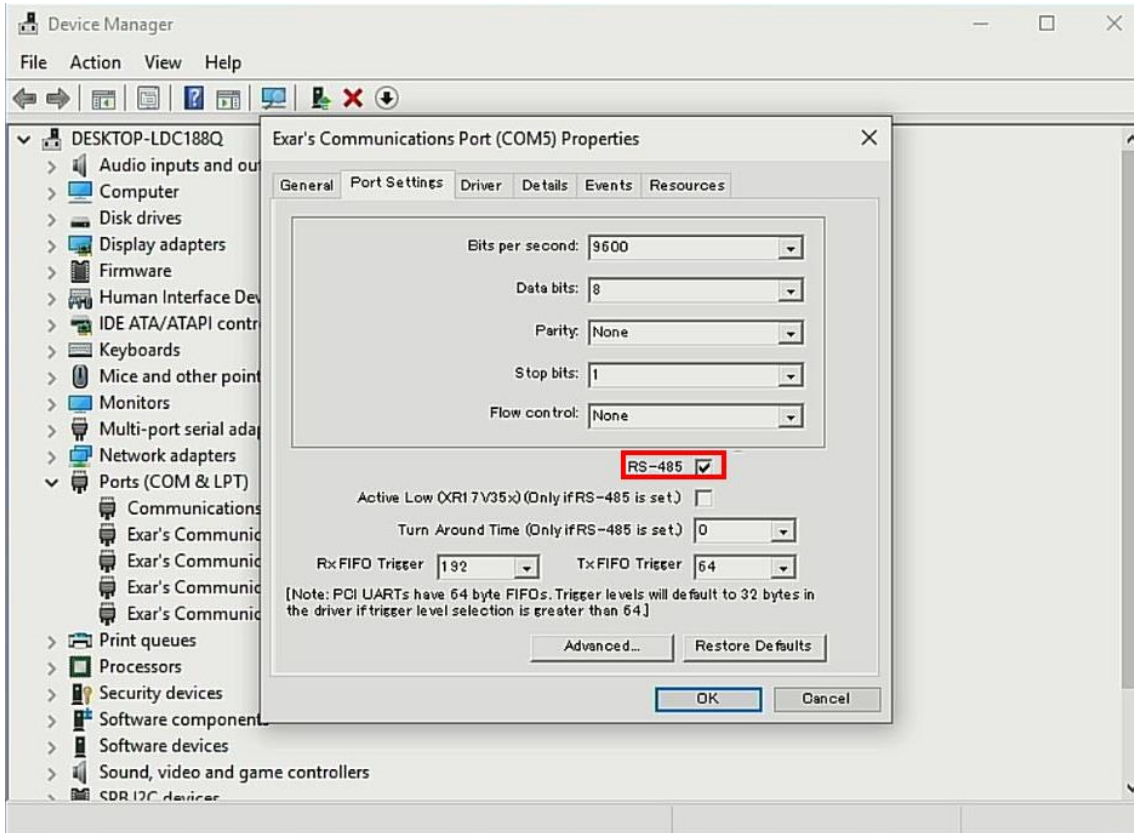 Device Manager
File Action View Help
DESKTOP-LDC188Q
Audio inputs and ou
Computer
Disk drives
Display adapters
Firmware
Human Interface Dev
IDE ATA/ATAPI contr
Keyboards
Mice and other point
Monitors
Multi-port serial adap
Network adapters
Ports (COM & LPT)
Communications
Exar's Communic
Exar's Communic
Exar's Communic
Exar's Communic
Print queues
Processors
Security devices
Software component
Software devices
Sound, video and game controllers
SPB I2C devices
Exar's Communications Port (COM5) Properties
General Port Settings Driver Details Events Resources
Bits per second: 9600
Data bits: 8
Parity: None
Stop bits: 1
Flow control: None
RS-485
Active Low (XR17V35x) (Only if RS-485 is set.)
Turn Around Time (Only if RS-485 is set.) 0
Rx FIFO Trigger 192 Tx FIFO Trigger 64
[Note: PCI UARTs have 64 byte FIFOs. Trigger levels will default to 32 bytes in
the driver if trigger level selection is greater than 64.]
Advanced... Restore Defaults
OK Cancel